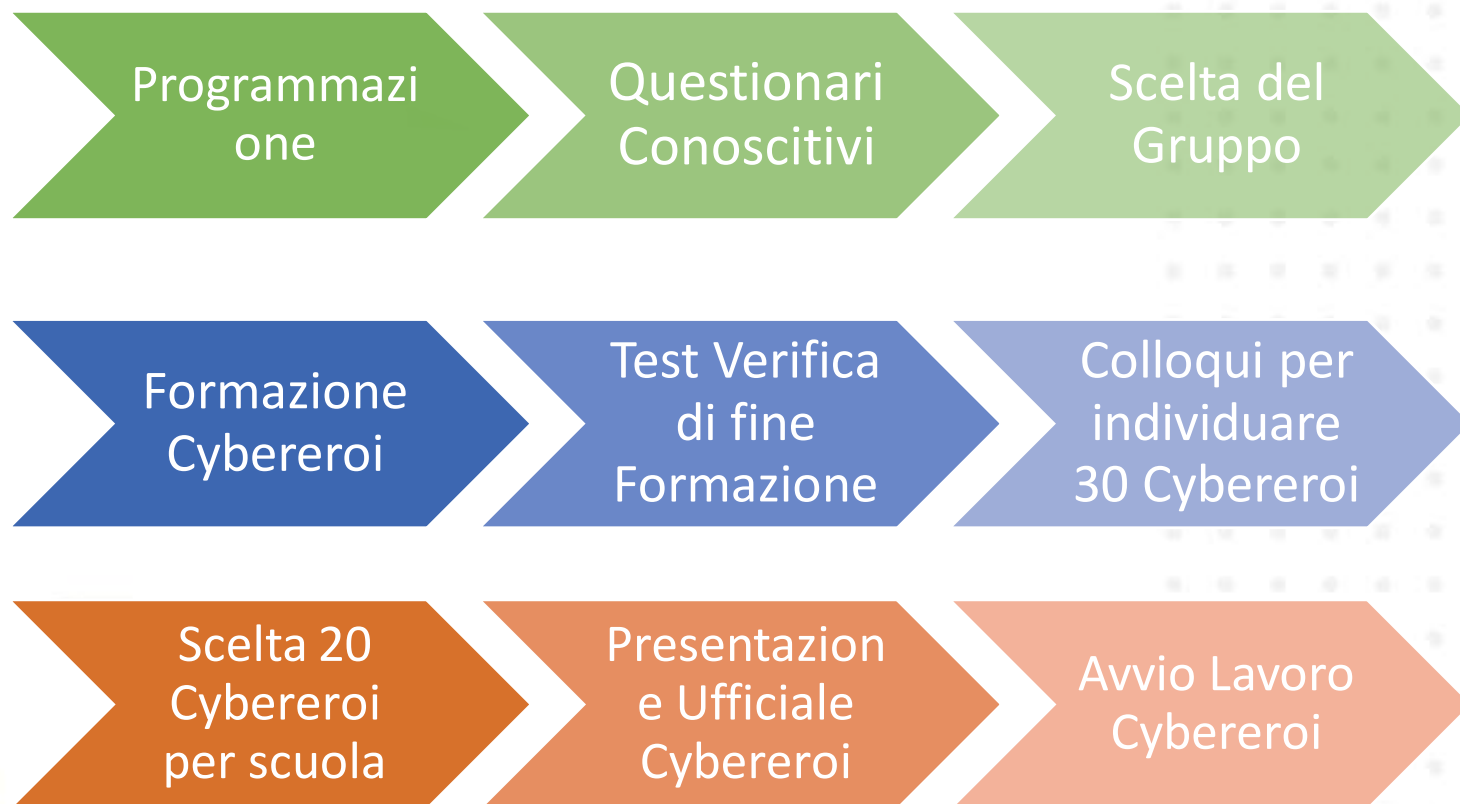 Programmazi
one
Questionari
Conoscitivi
Scelta del
Gruppo
Formazione
Cybereroi
Test Verifica
di fine
Formazione
Colloqui per
individuare
30 Cybereroi
Scelta 20
Cybereroi
per scuola
Presentazion
e Ufficiale
Cybereroi
Avvio Lavoro
Cybereroi